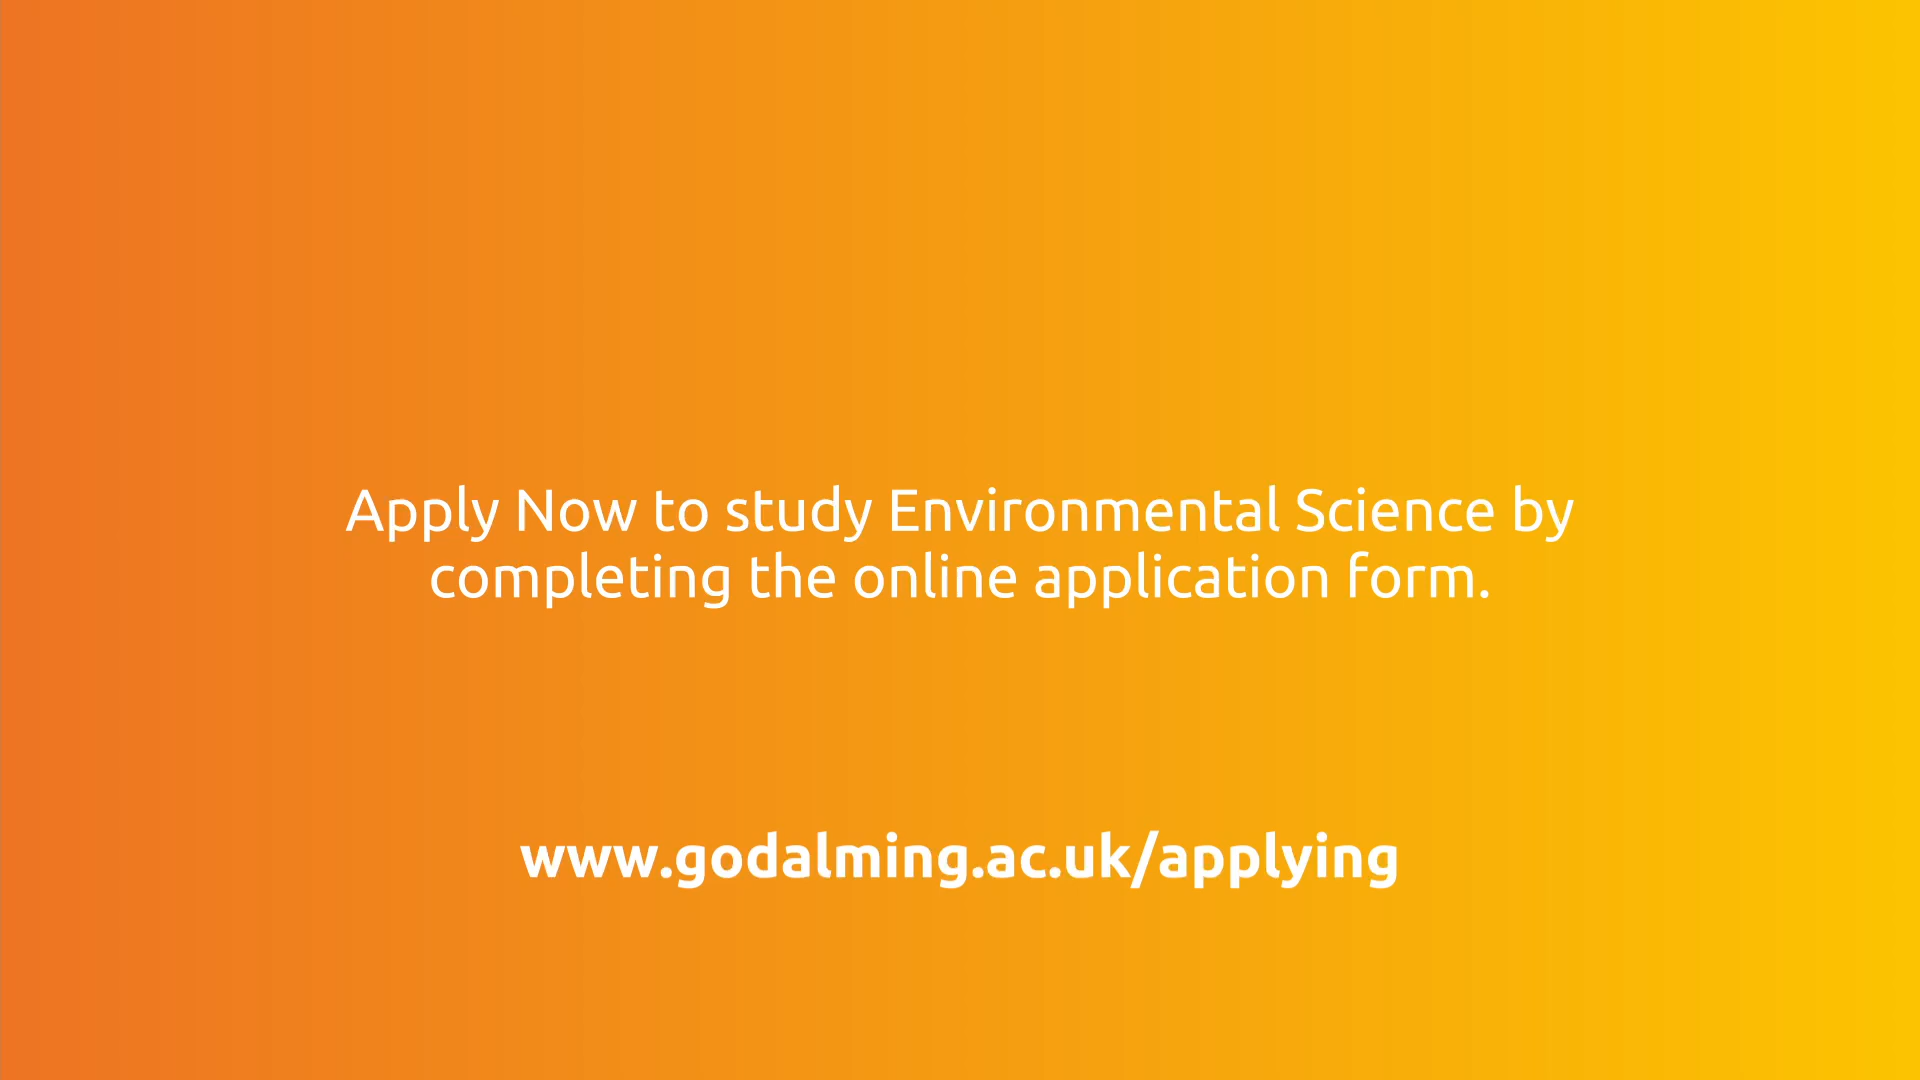 Apply Now to study Environmental Science by
completing the online application form.
www.godalming.ac.uk/applying